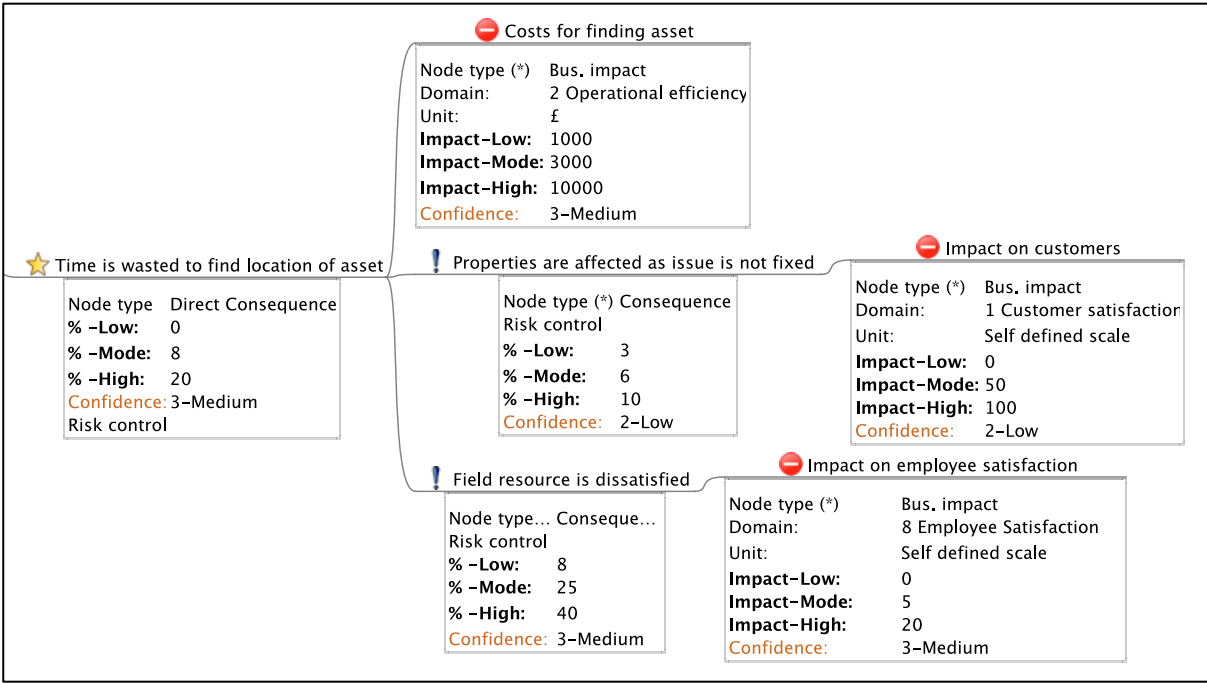 Costs for finding asset
Node type (*) Bus. impact
Domain: 2 Operational efficiency
Unit: £
Impact-Low: 1000
Impact-Mode: 3000
Impact-High: 10000
Confidence: 3-Medium
Time is wasted to find location of asset
Node type Direct Consequence
% -Low: 0
% -Mode: 8
% -High: 20
Confidence: 3-Medium
Risk control
Properties are affected as issue is not fixed
Node type (*) Consequence
Risk control
% -Low: 3
% -Mode: 6
% -High: 10
Confidence: 2-Low
Impact on customers
Node type (*) Bus. impact
Domain: 1 Customer satisfaction
Unit: Self defined scale
Impact-Low: 0
Impact-Mode: 50
Impact-High: 100
Confidence: 2-Low
Field resource is dissatisfied
Node type... Conseque...
Risk control
% -Low: 8
% -Mode: 25
% -High: 40
Confidence: 3-Medium
Impact on employee satisfaction
Node type (*) Bus. impact
Domain: 8 Employee Satisfaction
Unit: Self defined scale
Impact-Low: 0
Impact-Mode: 5
Impact-High: 20
Confidence: 3-Medium